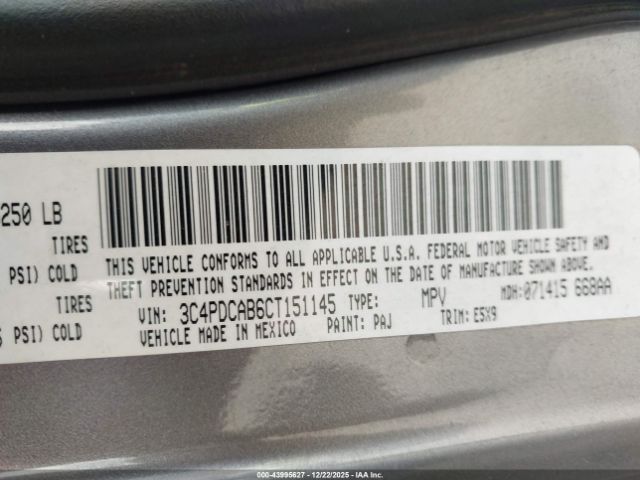 250 LB
TIRES
PSI) COLD
TIRES
PSI) COLD
THIS VEHICLE CONFORMS TO ALL APPLICABLE U.S.A. FEDERAL MOTOR VEHICLE SAFETY AND
THEFT PREVENTION STANDARDS IN EFFECT ON THE DATE OF MANUFACTURE SHOWN ABOVE.
VIN: 3C4PDCAB6CT151145 TYPE: MPV MDH:071415 668AA
VEHICLE MADE IN MEXICO PAINT: PAJ TRIM: E5X9
000-43995627 - 12/22/2025 - IAA Inc.